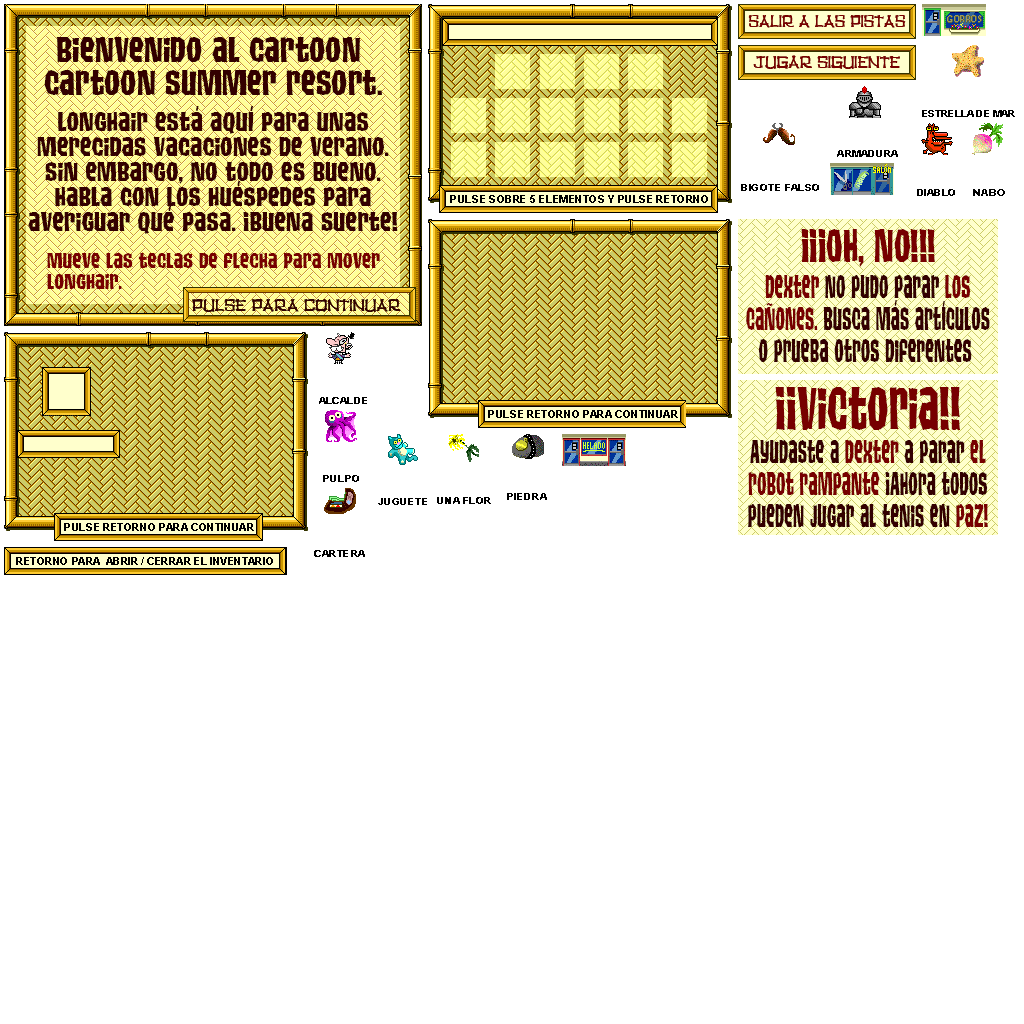 Bienvenido al cartoon
cartoon summer resort.
Longhair está aquí para unas
merecidas vacaciones de verano.
Sin embargo, no todo es bueno.
Habla con los huéspedes para
averiguar qué pasa. ¡Buena suerte!
Mueve las teclas de flecha para mover
Longhair.
PULSE PARA CONTINUAR
PULSE SOBRE 5 ELEMENTOS Y PULSE RETORNO
SALIR A LAS PISTAS
GORROS
JUGAR SIGUIENTE
ESTRELLA DE MAR
ARMADURA
SALON
BIGOTE FALSO
DIABLO
NABO
¡¡¡OH, NO!!!
Dexter no pudo parar los
cañones. Busca más artículos
o prueba otros diferentes
PULSE RETORNO PARA CONTINUAR
¡¡Victoria!!
Ayudaste a Dexter a parar el
robot rampante ¡Ahora todos
pueden jugar al tenis en paz!
ALCALDE
PULPO
HELADO
JUGUETE
UNA FLOR
PIEDRA
PULSE RETORNO PARA CONTINUAR
CARTERA
RETORNO PARA ABRIR / CERRAR EL INVENTARIO